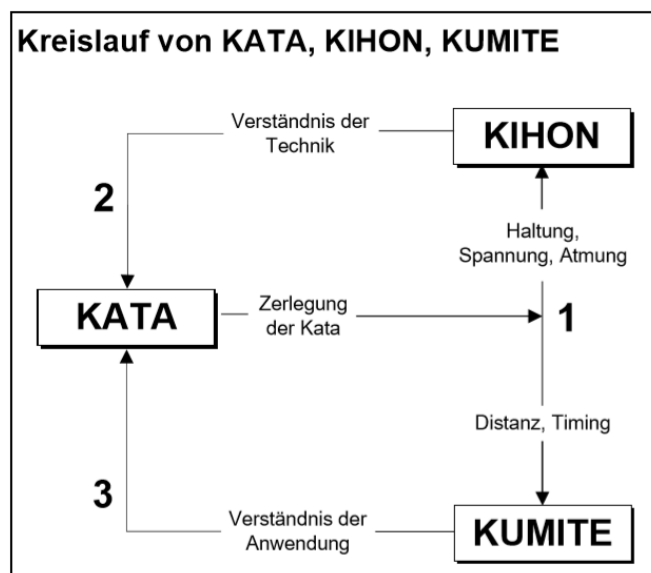 Kreislauf von KATA, KIHON, KUMITE
Verständnis der
Technik
KIHON
2
Haltung,
Spannung, Atmung
KATA
Zerlegung
der Kata
1
Distanz, Timing
3
Verständnis der
Anwendung
KUMITE